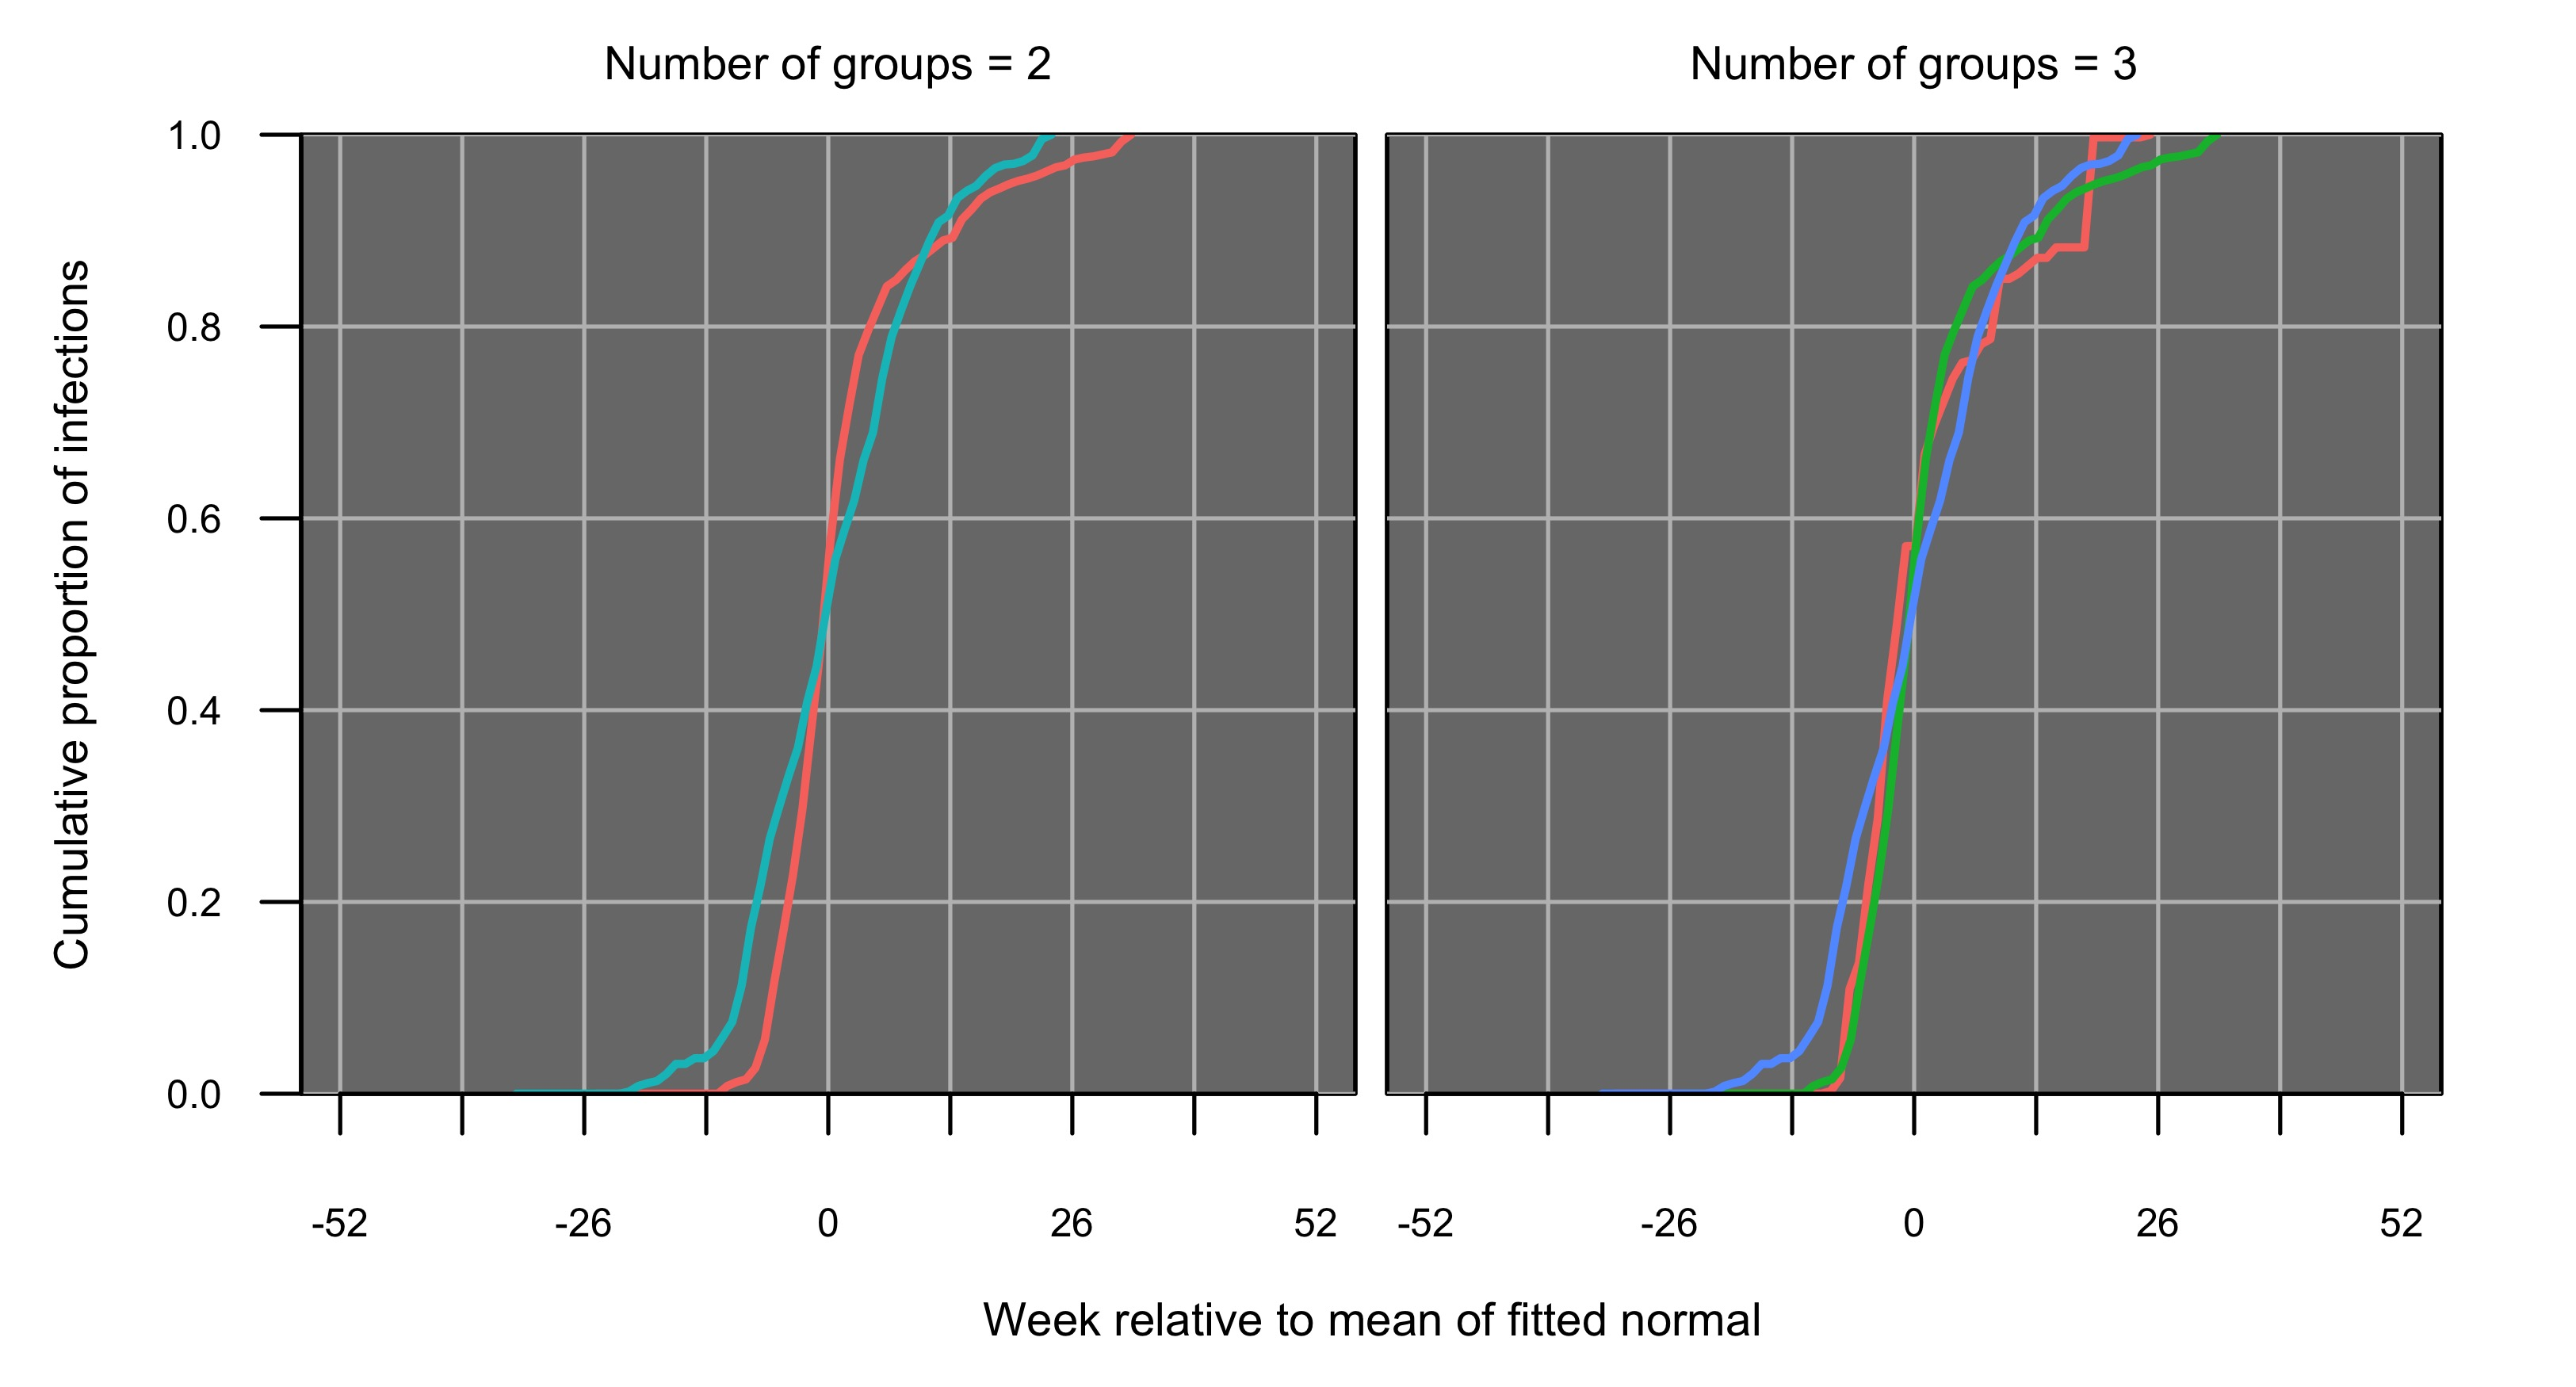 Number of groups = 2
Number of groups = 3
Cumulative proportion of infections
1.0
0.8
0.6
0.4
0.2
0.0
-52 -26 0 26 52
-52 -26 0 26 52
Week relative to mean of fitted normal